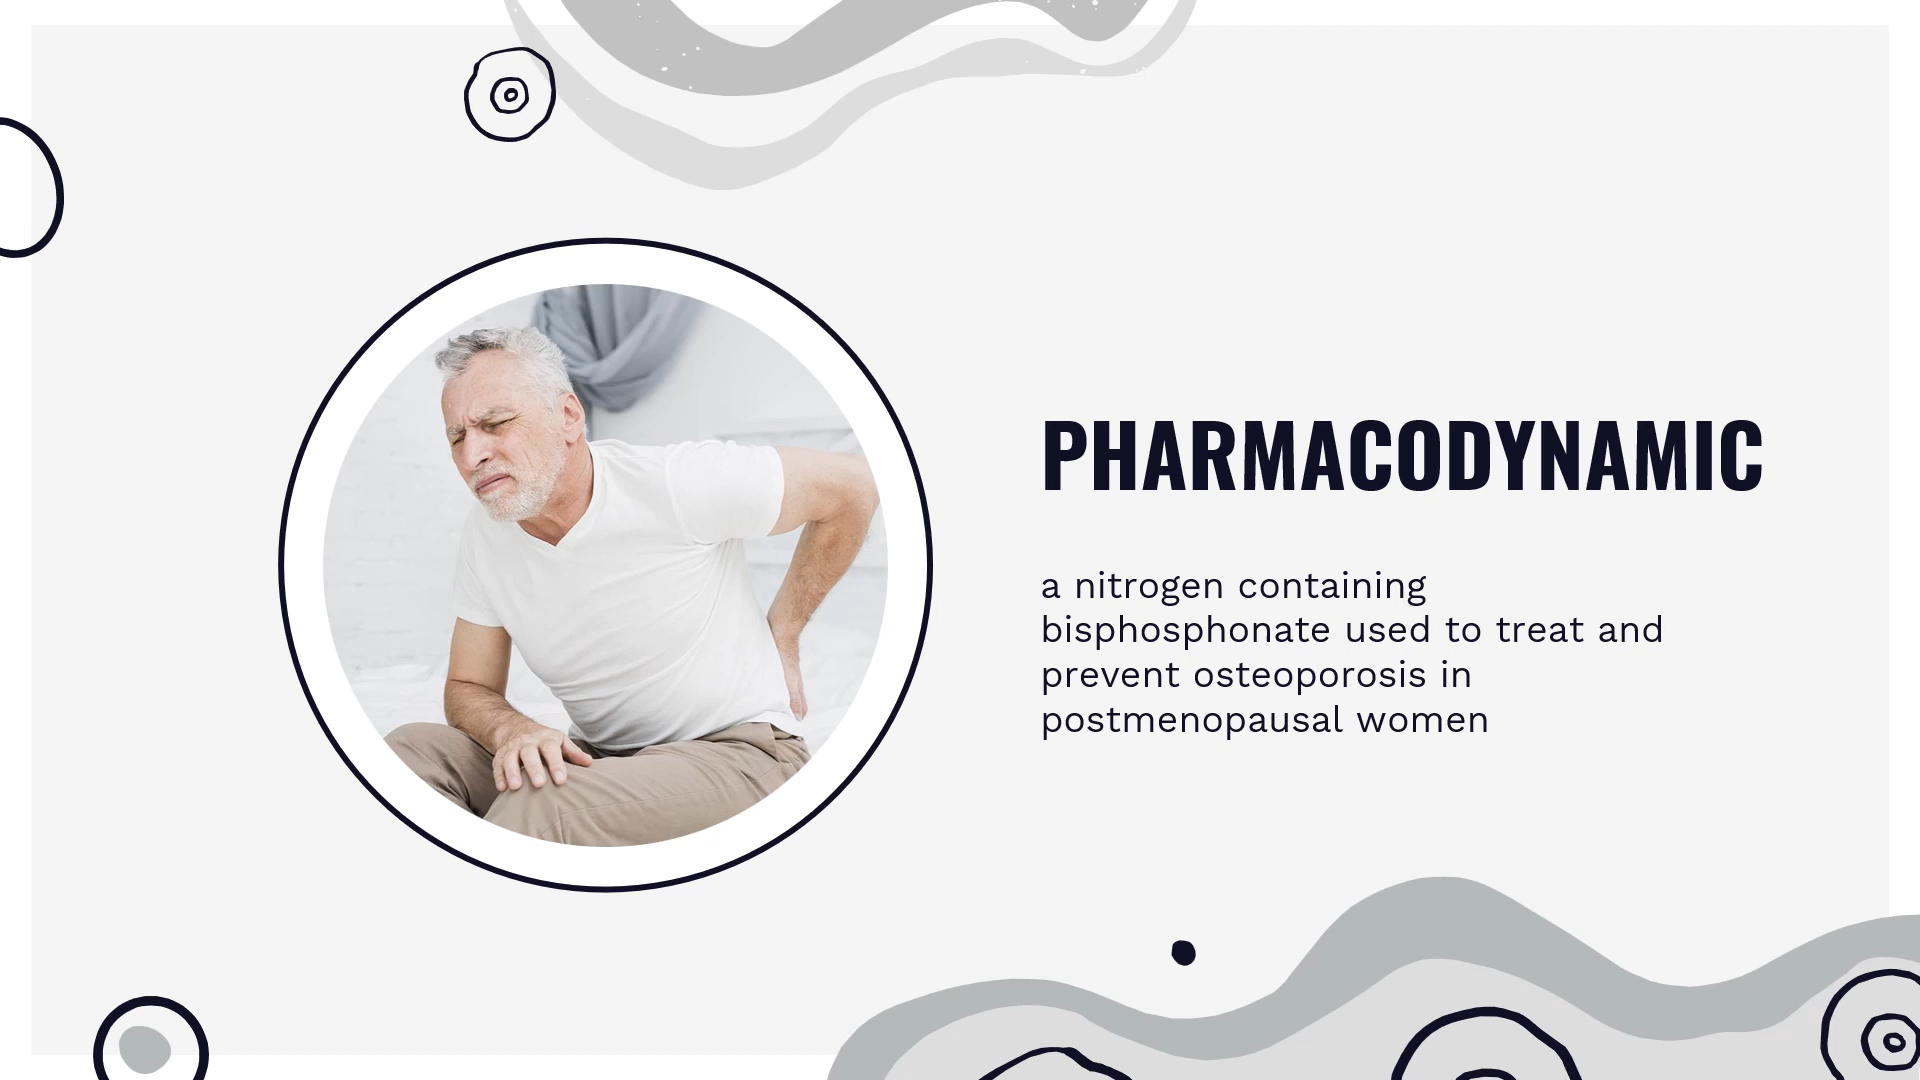 PHARMACODYNAMIC
a nitrogen containing
bisphosphonate used to treat and
prevent osteoporosis in
postmenopausal women